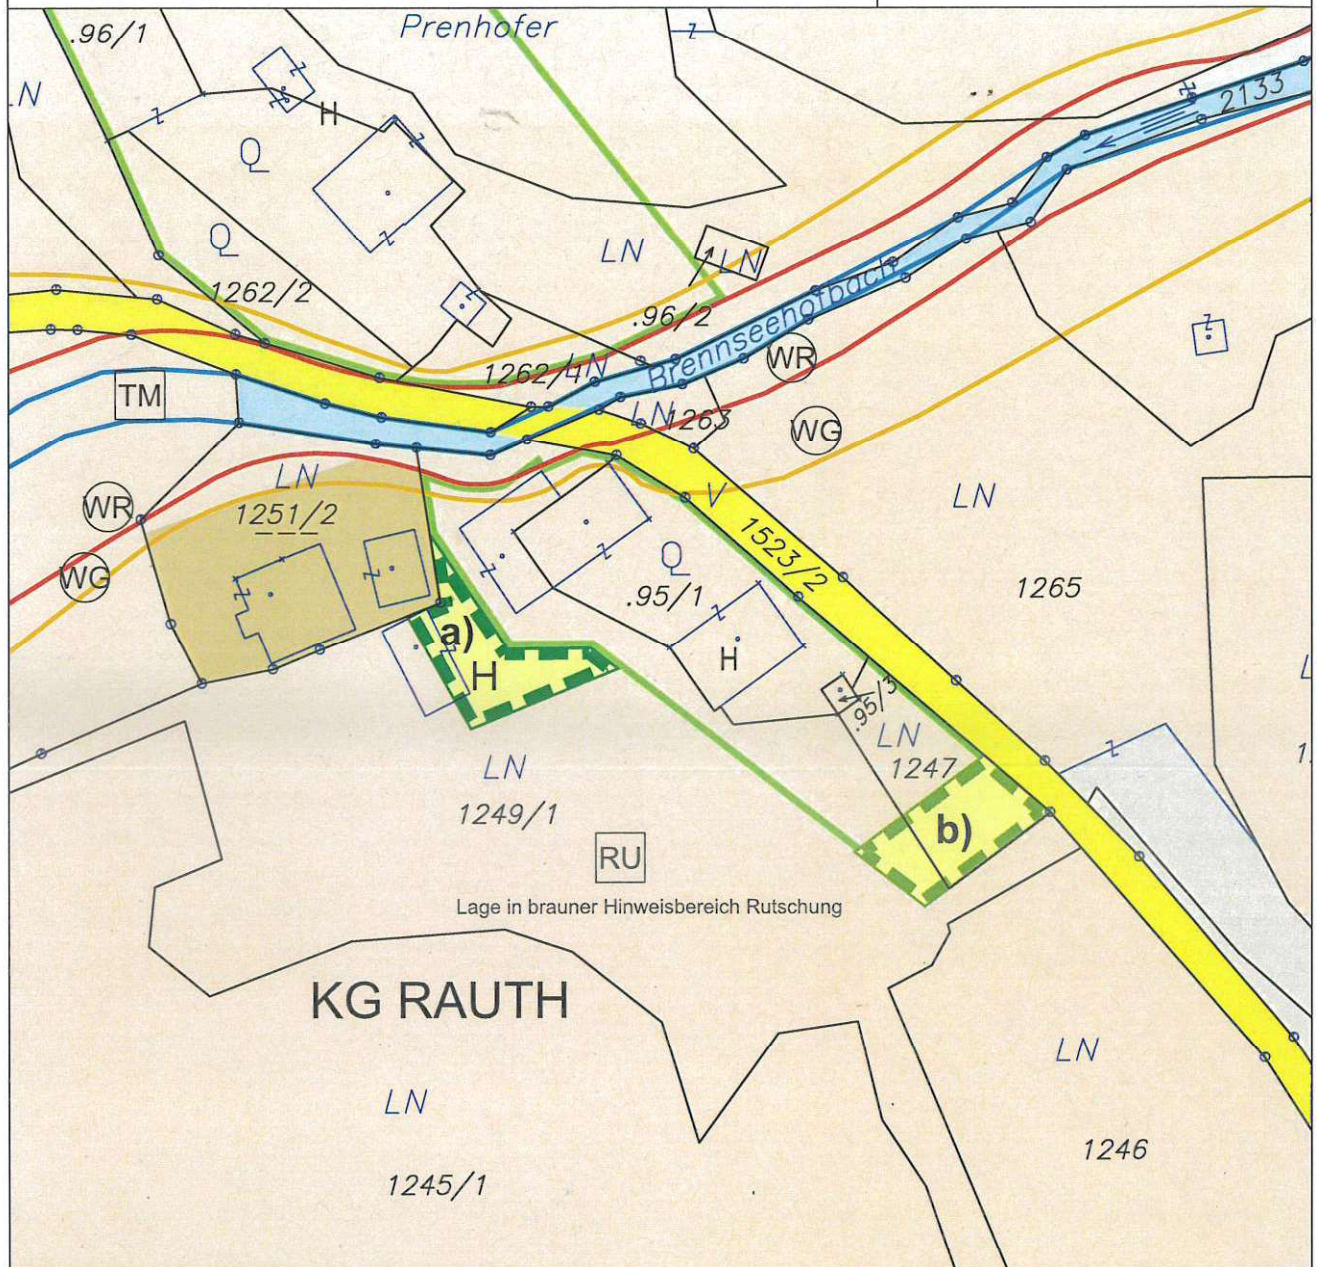 .96/1
Prenhofer
LN
H
2133
Q
Q
LN
LN
1262/2
.96/2
Brennseehofbach
1262/4
LN
WR
TM
LN
1263
WG
LN
V
LN
WR
1251/2
1523/2
Q
WG
.95/1
1265
a)
H
H
.95/3
LN
1247
LN
b)
1249/1
RU
Lage in brauner Hinweisbereich Rutschung
KG RAUTH
LN
LN
1246
1245/1